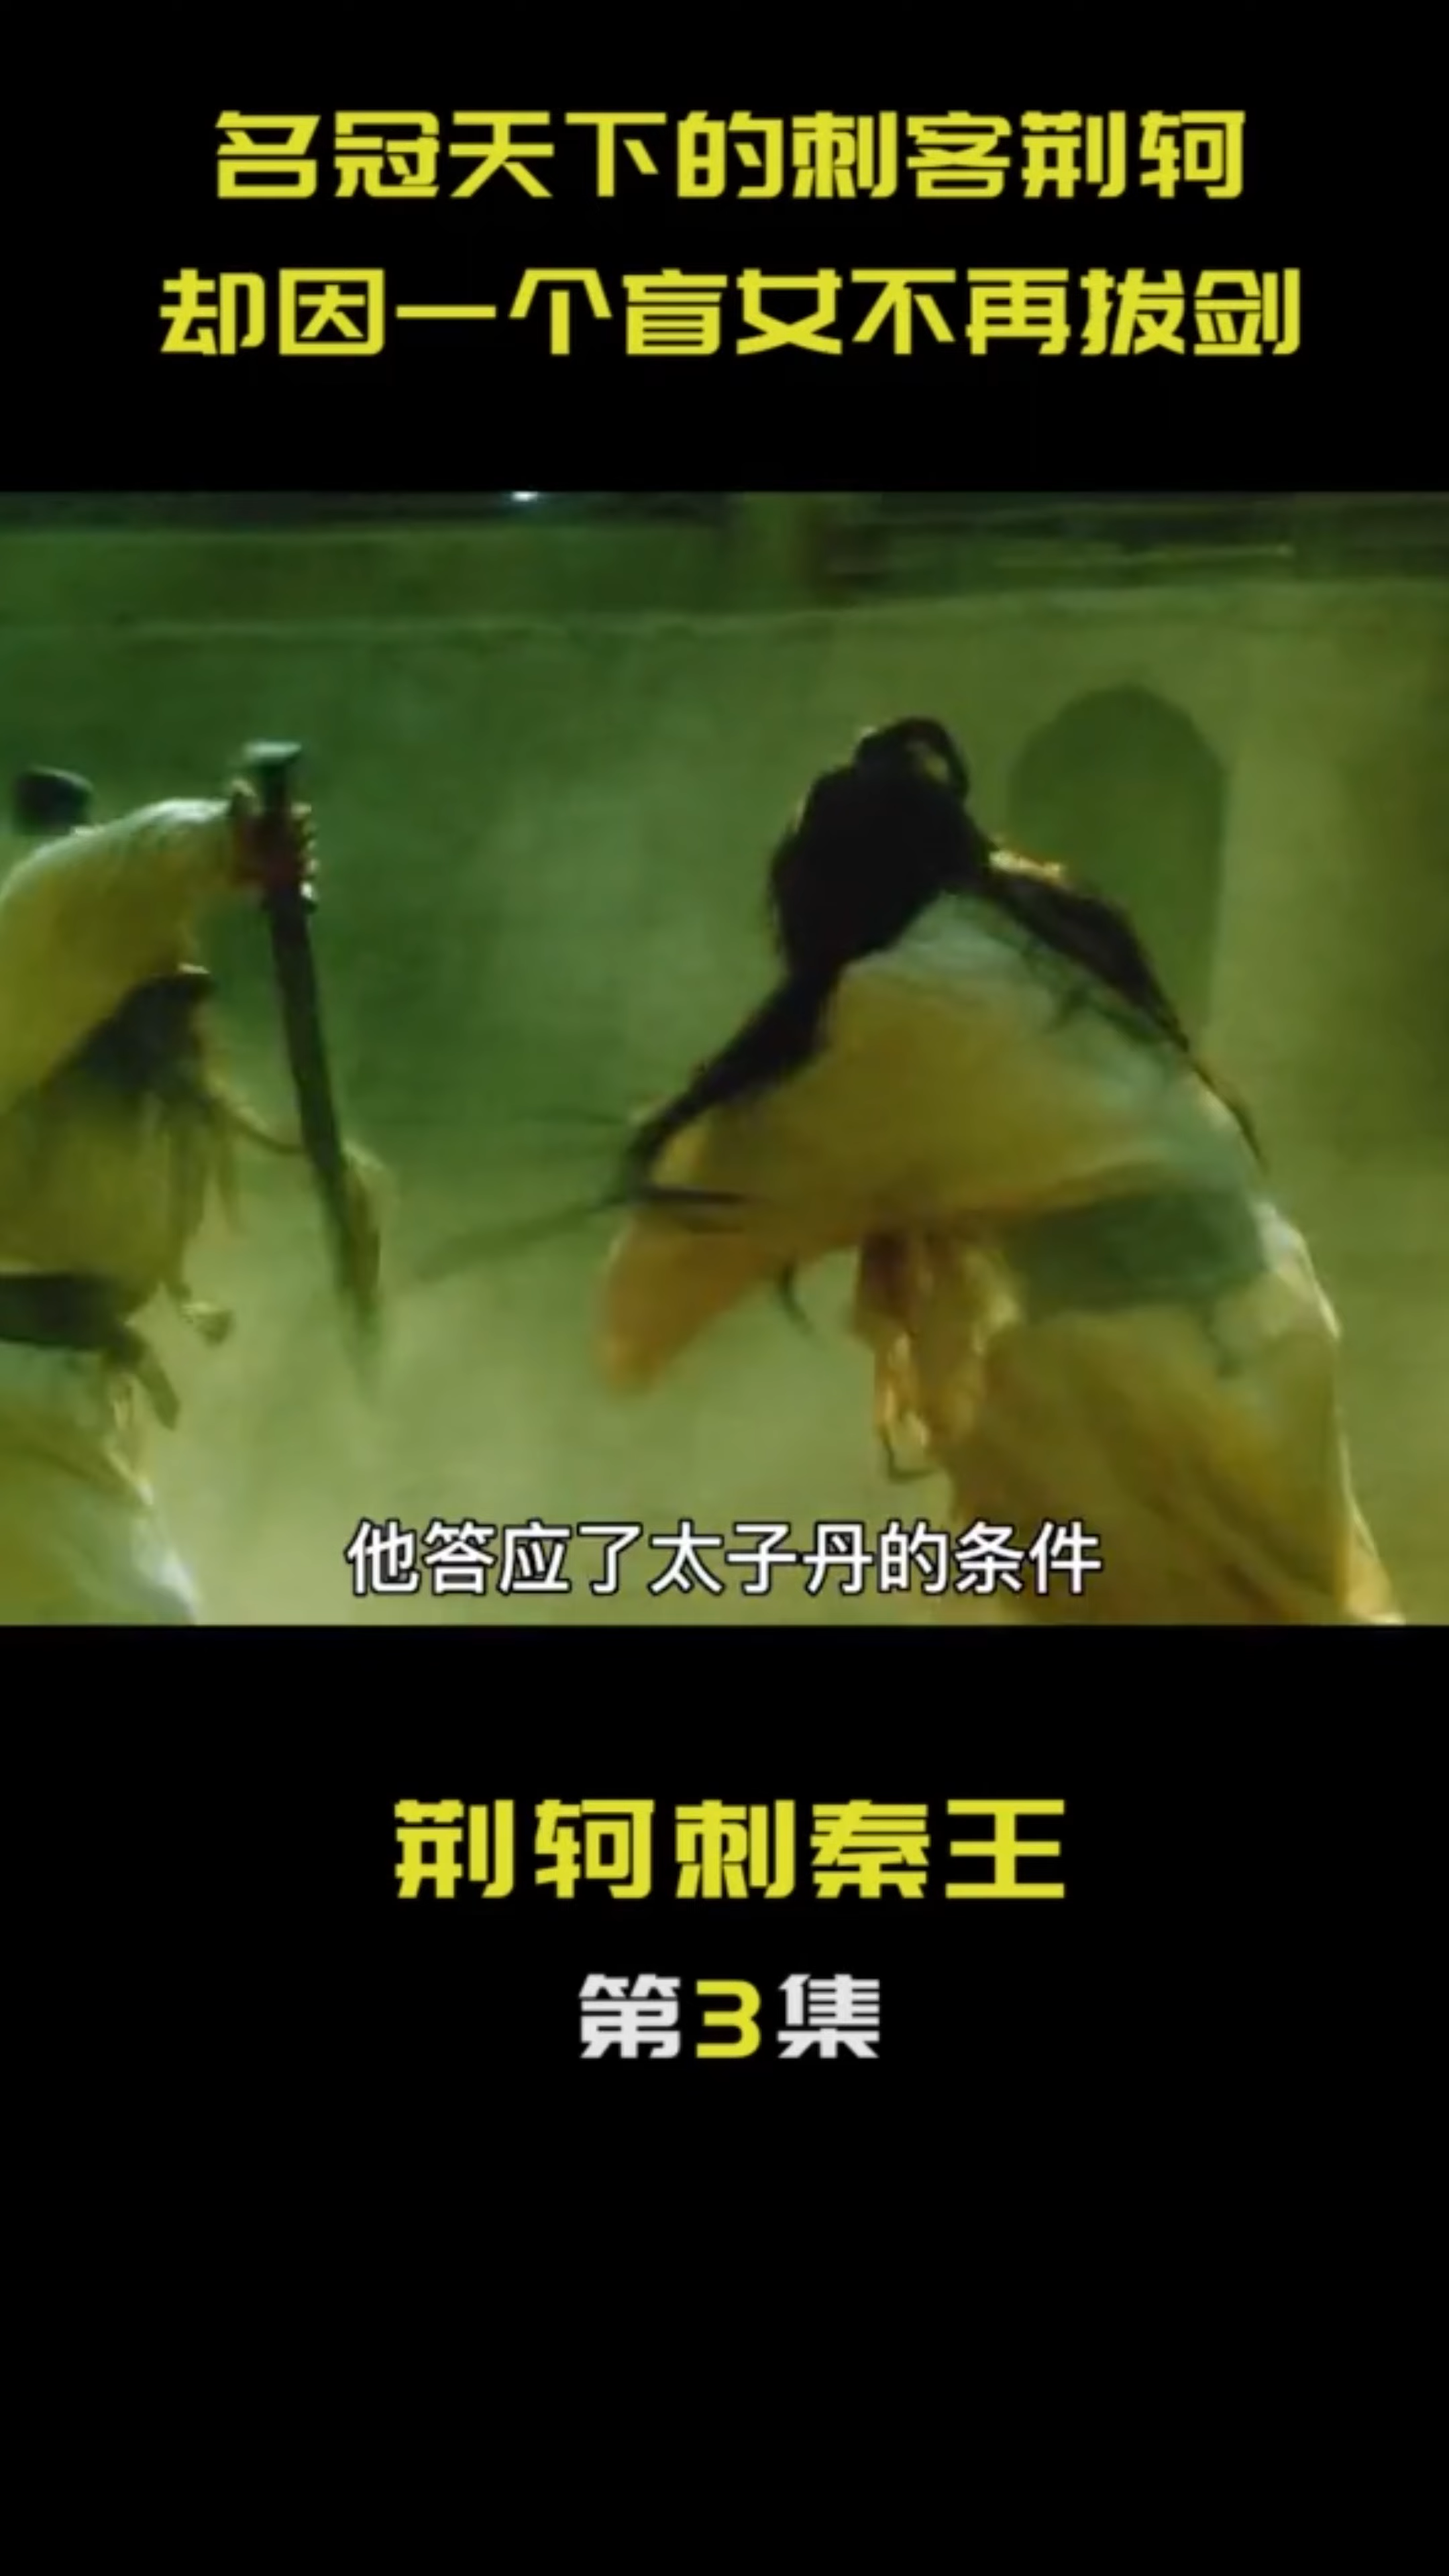 名冠天下的刺客荆轲
却因一个盲女不再拔剑
他答应了太子丹的条件
荆轲刺秦王
第3集